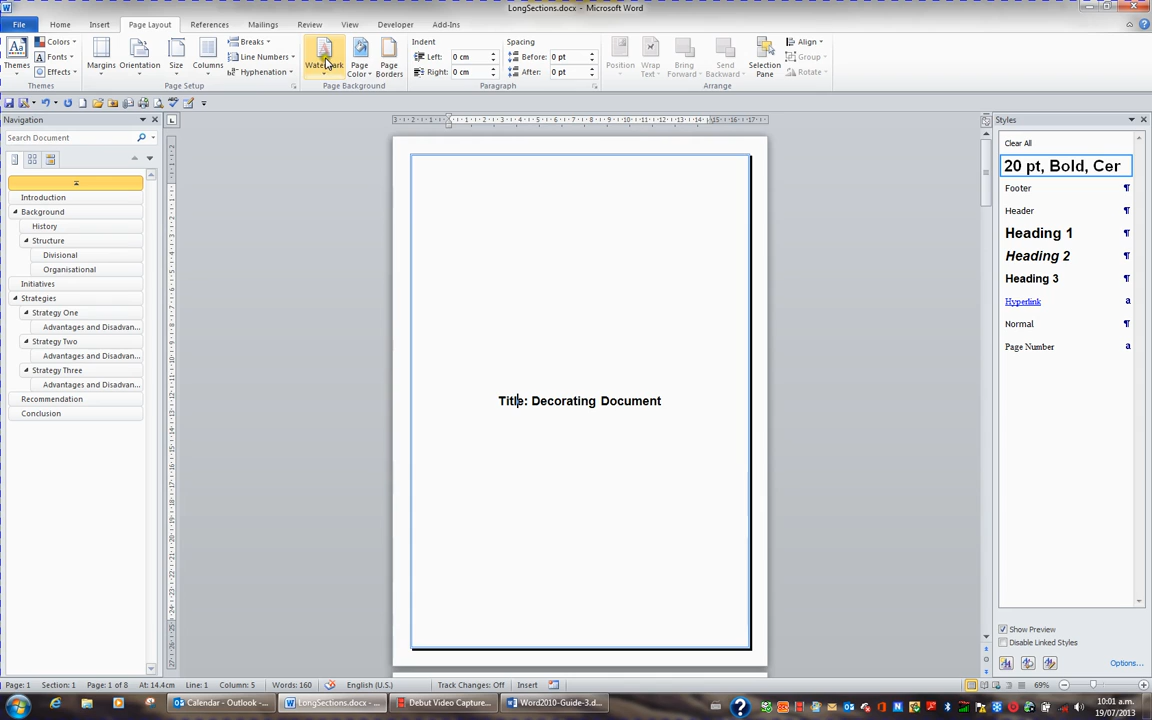 LongSections.docx - Microsoft Word
File Home Insert Page Layout References Mailings Review View Developer Add-Ins
Themes
Colors
Fonts
Effects
Themes
Margins
Orientation
Size
Columns
Breaks
Line Numbers
Hyphenation
Page Setup
Watermark
Page Color
Page Borders
Page Background
Indent
Left: 0 cm
Right: 0 cm
Spacing
Before: 0 pt
After: 0 pt
Paragraph
Position
Wrap Text
Bring Forward
Send Backward
Selection Pane
Align
Group
Rotate
Arrange
Navigation
Search Document
Introduction
Background
History
Structure
Divisional
Organisational
Initiatives
Strategies
Strategy One
Advantages and Disadvan...
Strategy Two
Advantages and Disadvan...
Strategy Three
Advantages and Disadvan...
Recommendation
Conclusion
Title: Decorating Document
Styles
Clear All
20 pt, Bold, Cer
Footer
Header
Heading 1
Heading 2
Heading 3
Hyperlink
Normal
Page Number
Show Preview
Disable Linked Styles
Options...
Page: 1 Section: 1 Page: 1 of 8 At: 14.4cm Line: 1 Column: 5 Words: 160 English (U.S.) Track Changes: Off Insert 69%
Calendar - Outlook - ... LongSections.docx - ... Debut Video Capture... Word2010-Guide-3.d...
10:01 a.m.
19/07/2013